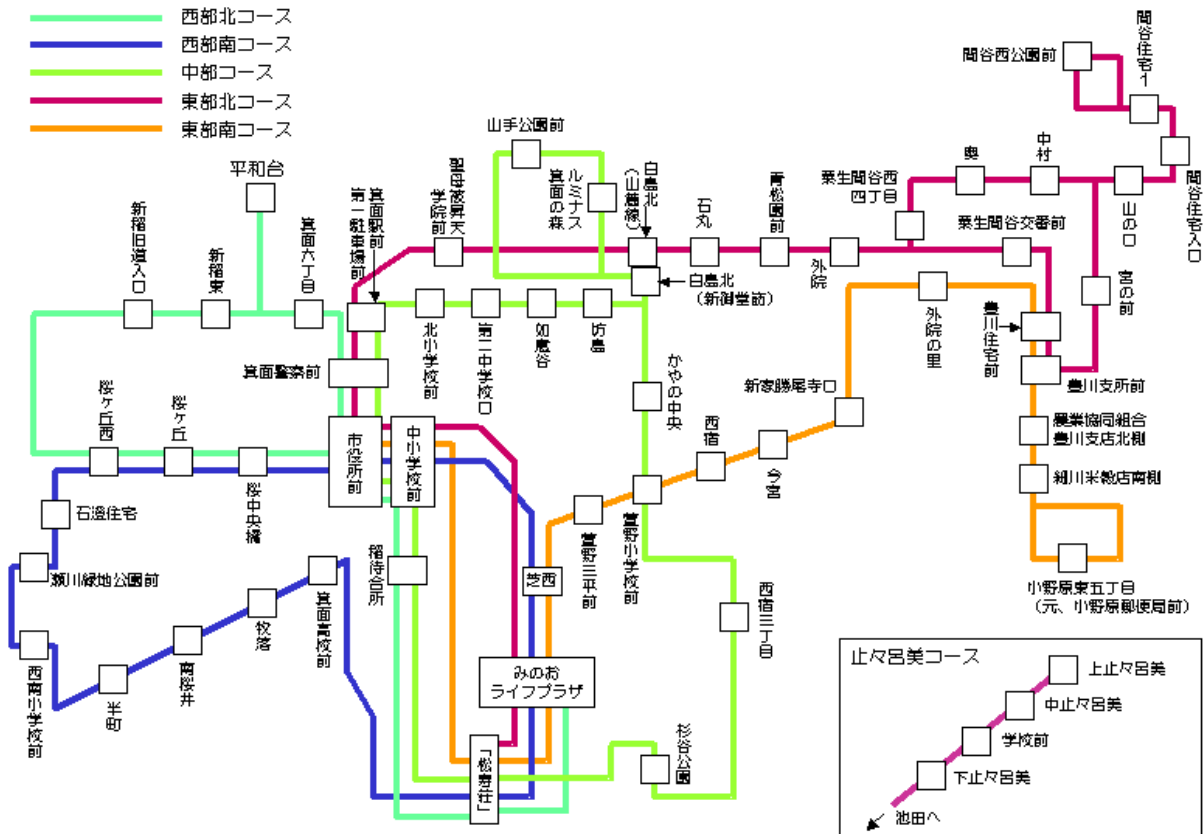 西部北コース
西部南コース
中部コース
東部北コース
東部南コース
平和台
新稲旧道入口
新稲東
箕面六丁目
箕面駅前
第一駐車場前
聖母被昇天
学院前
山手公園前
ルミナス
箕面の森
白島北
(山麓線)
石丸
青松園前
外院
粟生間谷西
四丁目
奥
中村
間谷西公園前
間谷住宅1
間谷住宅入口
山の口
宮の前
粟生間谷交番前
白島北
(新御堂筋)
北小学校前
第二中学校口
如意谷
坊島
かやの中央
外院の里
豊川住宅前
豊川支所前
箕面警察前
新家勝尾寺口
桜ヶ丘西
桜ヶ丘
桜中央橋
市役所前
中小学校前
西宿
今宮
農業協同組合
豊川支店北側
細川米穀店南側
石澄住宅
瀬川緑地公園前
西南小学校前
半町
南桜井
牧落
箕面高校前
稲待合所
芝西
萱野三平前
萱野小学校前
西宿三丁目
小野原東五丁目
(元、小野原郵便局前)
みのお
ライフプラザ
「松寿荘」
杉谷公園
止々呂美コース
上止々呂美
中止々呂美
学校前
下止々呂美
池田へ